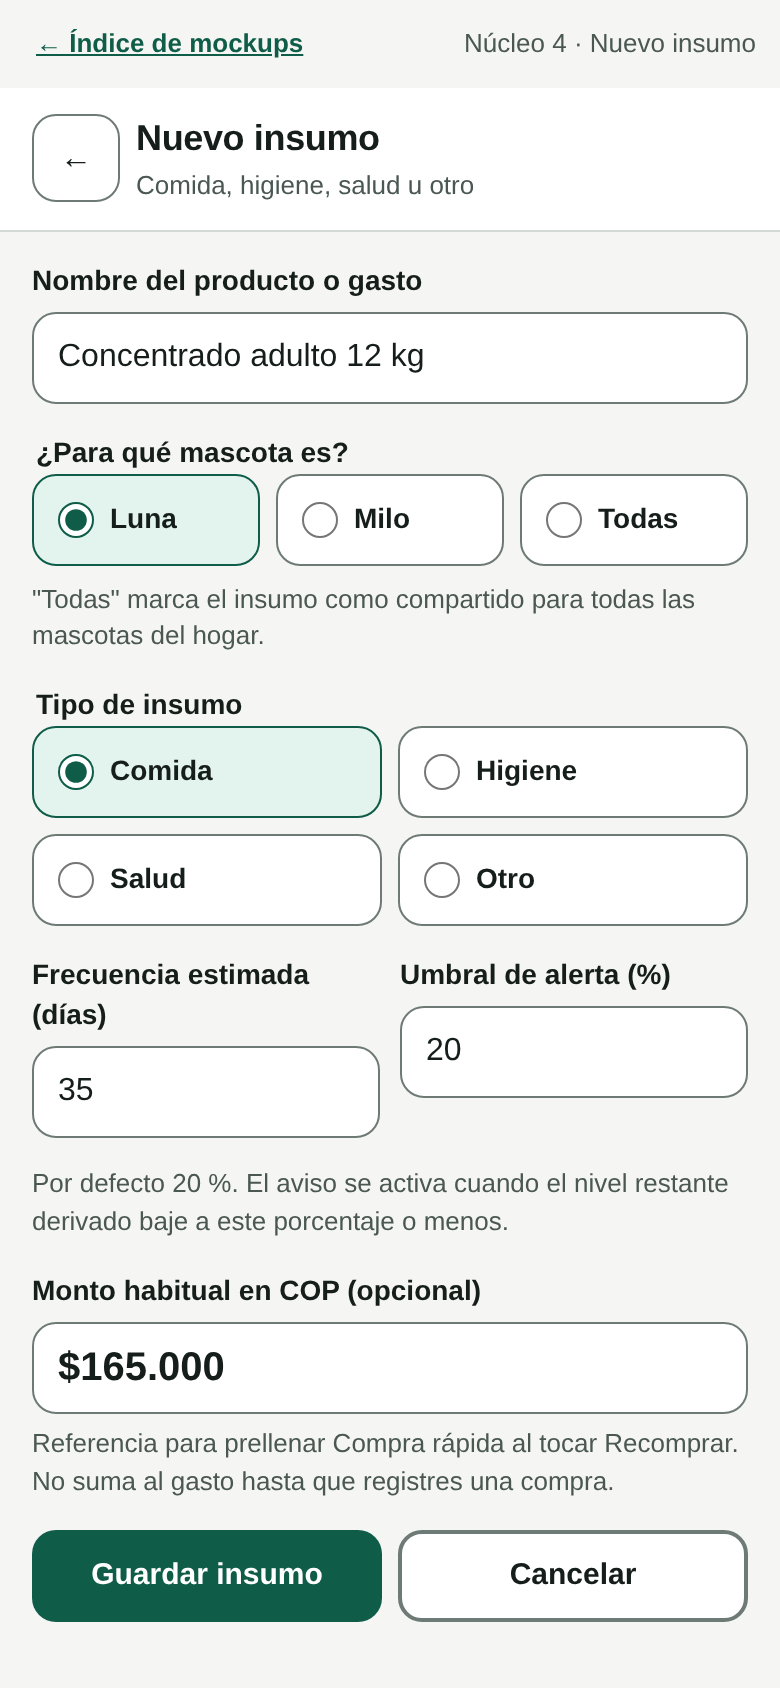 ← Índice de mockups
Núcleo 4 · Nuevo insumo
←
Nuevo insumo
Comida, higiene, salud u otro
Nombre del producto o gasto
Concentrado adulto 12 kg
¿Para qué mascota es?
Luna
Milo
Todas
"Todas" marca el insumo como compartido para todas las
mascotas del hogar.
Tipo de insumo
Comida
Higiene
Salud
Otro
Frecuencia estimada
(días)
35
Umbral de alerta (%)
20
Por defecto 20 %. El aviso se activa cuando el nivel restante
derivado baje a este porcentaje o menos.
Monto habitual en COP (opcional)
$165.000
Referencia para prellenar Compra rápida al tocar Recomprar.
No suma al gasto hasta que registres una compra.
Guardar insumo
Cancelar